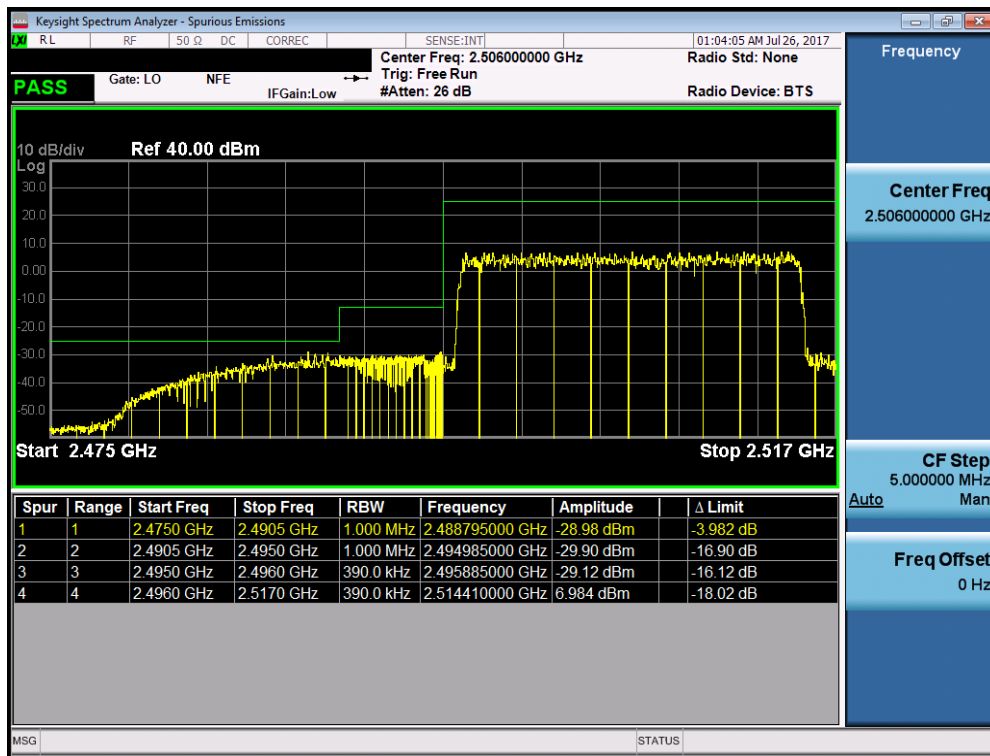 LXI Keysight Spectrum Analyzer - Spurious Emissions
RL RF 50 Ω DC CORREC SENSE:INT 01:04:05 AM Jul 26, 2017
Center Freq: 2.506000000 GHz Radio Std: None
PASS Gate: LO NFE Trig: Free Run
IFGain:Low #Atten: 26 dB Radio Device: BTS
10 dB/div Ref 40.00 dBm
Log
30.0
20.0
10.0
0.00
-10.0
-20.0
-30.0
-40.0
-50.0
Start 2.475 GHz Stop 2.517 GHz
Spur Range Start Freq Stop Freq RBW Frequency Amplitude Δ Limit
1 1 2.4750 GHz 2.4905 GHz 1.000 MHz 2.488795000 GHz -28.98 dBm -3.982 dB
2 2 2.4905 GHz 2.4950 GHz 1.000 MHz 2.494985000 GHz -29.90 dBm -16.90 dB
3 3 2.4950 GHz 2.4960 GHz 390.0 kHz 2.495885000 GHz -29.12 dBm -16.12 dB
4 4 2.4960 GHz 2.5170 GHz 390.0 kHz 2.514410000 GHz 6.984 dBm -18.02 dB
MSG STATUS
Frequency
Center Freq
2.506000000 GHz
CF Step
5.000000 MHz
Auto Man
Freq Offset
0 Hz